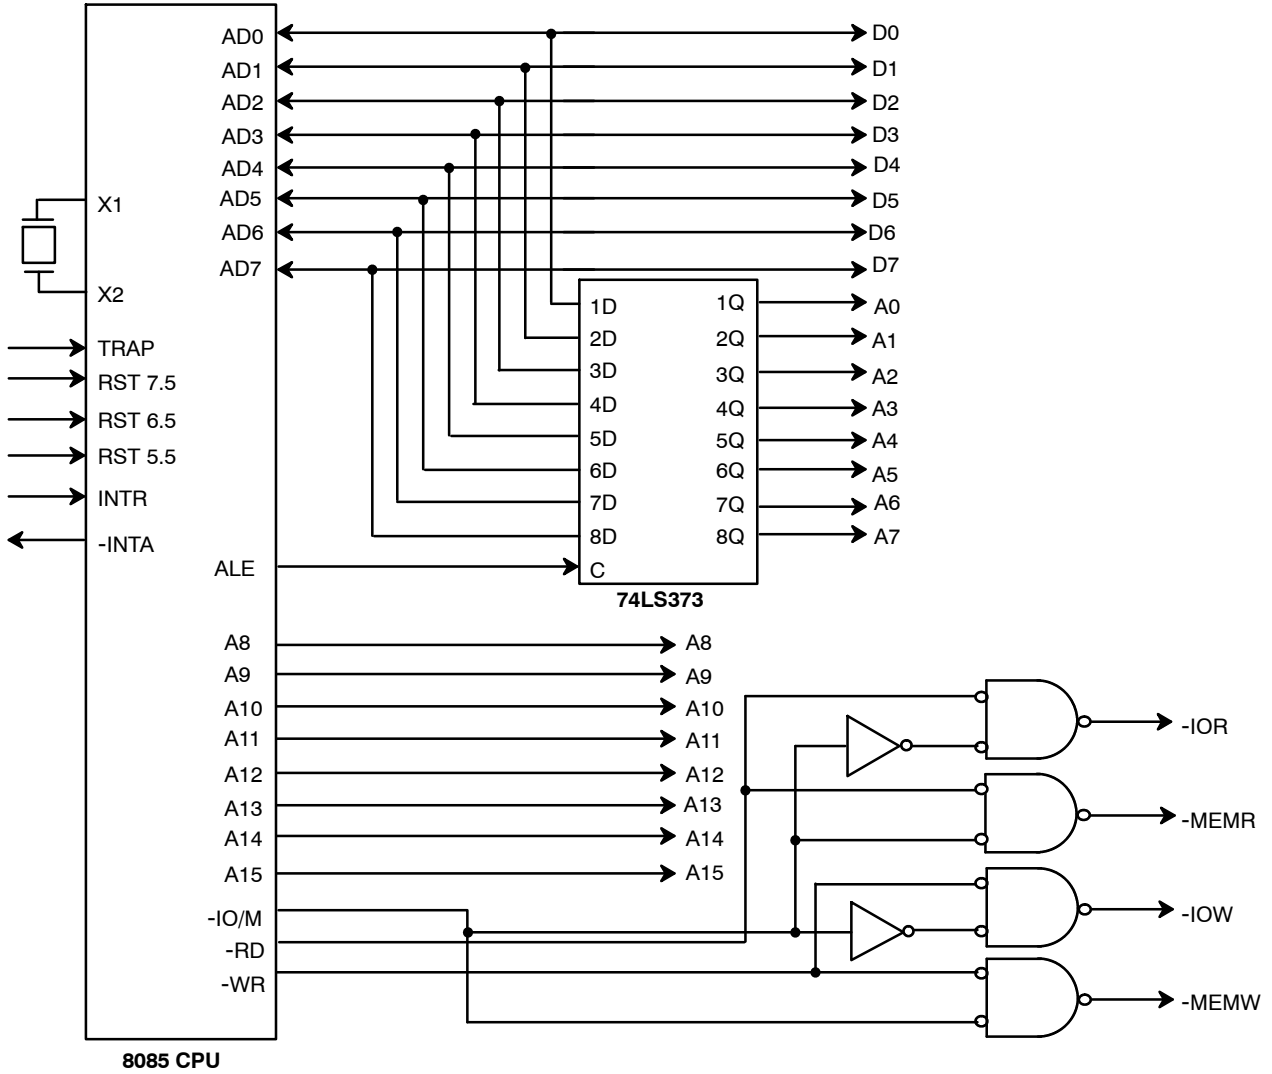 AD0
D0
AD1
D1
AD2
D2
AD3
D3
AD4
D4
AD5
D5
AD6
D6
AD7
D7
X1
X2
TRAP
RST 7.5
RST 6.5
RST 5.5
INTR
-INTA
1D
1Q
A0
2D
2Q
A1
3D
3Q
A2
4D
4Q
A3
5D
5Q
A4
6D
6Q
A5
7D
7Q
A6
8D
8Q
A7
ALE
C
74LS373
A8
A8
A9
A9
A10
A10
A11
A11
A12
A12
A13
A13
A14
A14
A15
A15
-IO/M
-RD
-WR
-IOR
-MEMR
-IOW
-MEMW
8085 CPU